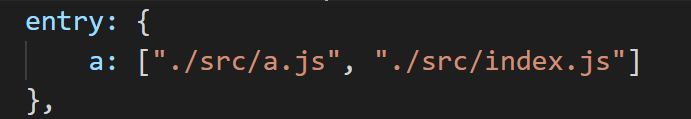 entry: {
    a: ["./src/a.js", "./src/index.js"]
},